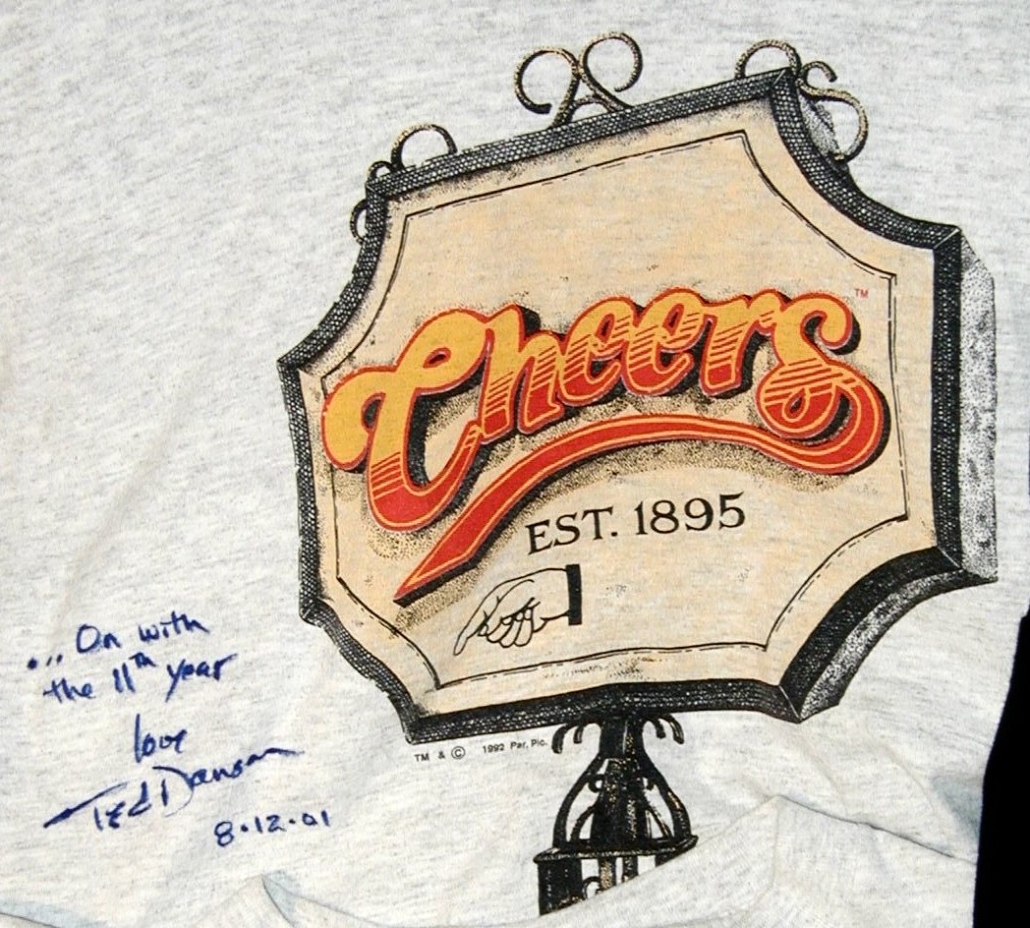 Cheers ™
EST. 1895
TM & © 1992 Par. Pic.
... On with
the 11th year
love
Ted Danson
8·12·01